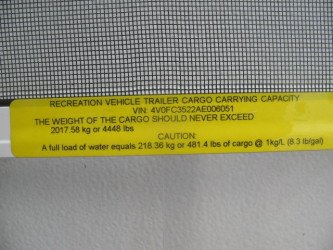 RECREATION VEHICLE TRAILER CARGO CARRYING CAPACITY
VIN: 4V0FC3522AE006051
THE WEIGHT OF THE CARGO SHOULD NEVER EXCEED
2017.58 kg or 4448 lbs
CAUTION:
A full load of water equals 218.36 kg or 481.4 lbs of cargo @ 1kg/L (8.3 lb/gal)